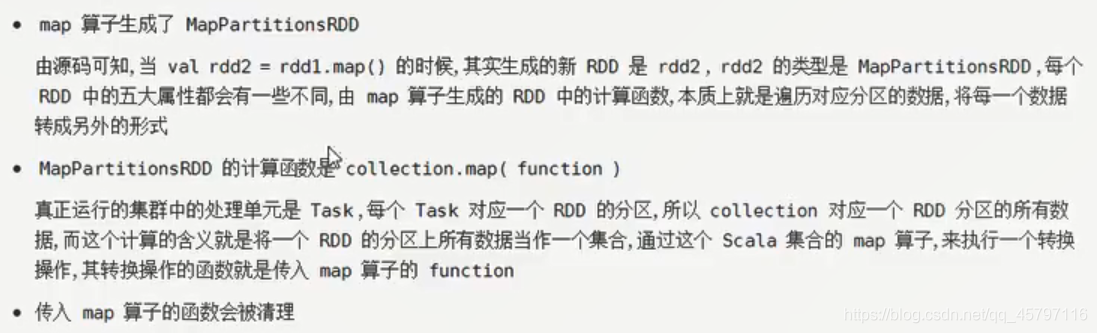 • map 算子生成了 MapPartitionsRDD
由源码可知,当 val rdd2 = rdd1.map() 的时候,其实生成的新 RDD 是 rdd2, rdd2 的类型是 MapPartitionsRDD,每个
RDD 中的五大属性都会有一些不同,由 map 算子生成的 RDD 中的计算函数,本质上就是遍历对应分区的数据,将每一个数据
转成另外的形式
• MapPartitionsRDD 的计算函数是 collection.map( function )
真正运行的集群中的处理单元是 Task,每个 Task 对应一个 RDD 的分区,所以 collection 对应一个 RDD 分区的所有数
据,而这个计算的含义就是将一个 RDD 的分区上所有数据当作一个集合,通过这个 Scala 集合的 map 算子,来执行一个转换
操作,其转换操作的函数就是传入 map 算子的 function
• 传入 map 算子的函数会被清理
https://blog.csdn.net/qq_45797116